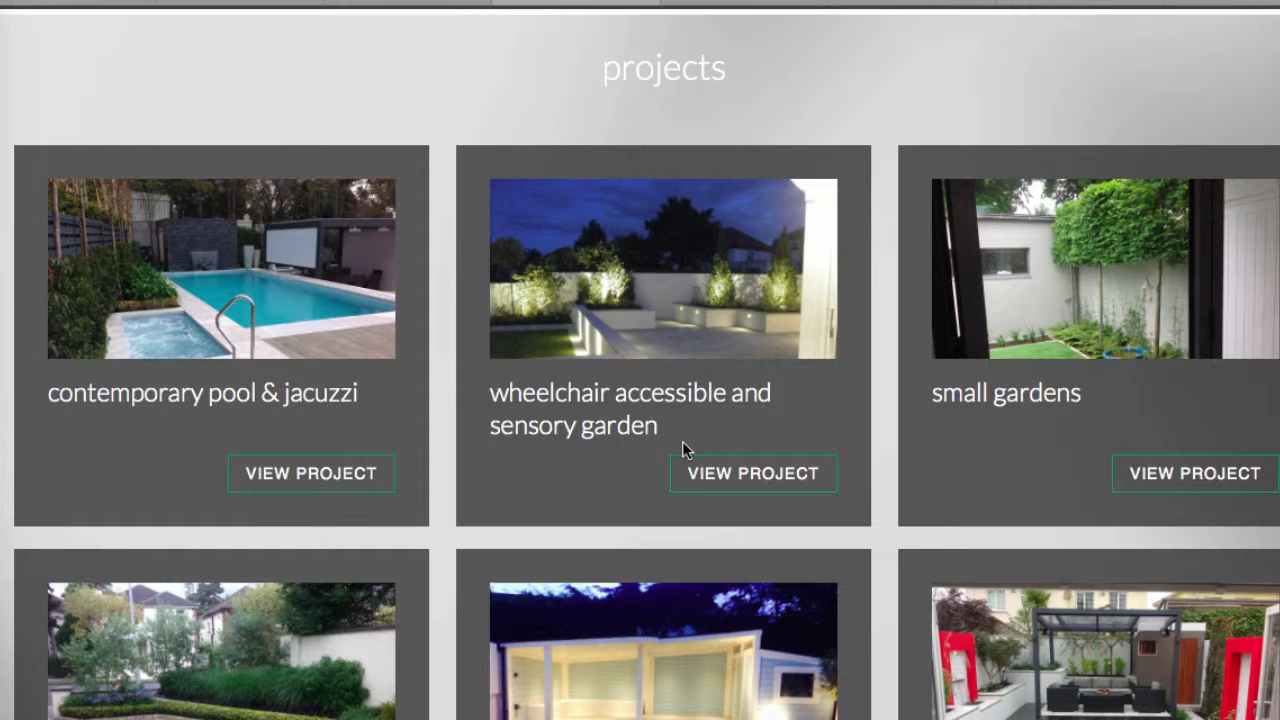 projects
contemporary pool & jacuzzi
VIEW PROJECT
wheelchair accessible and
sensory garden
VIEW PROJECT
small gardens
VIEW PROJECT